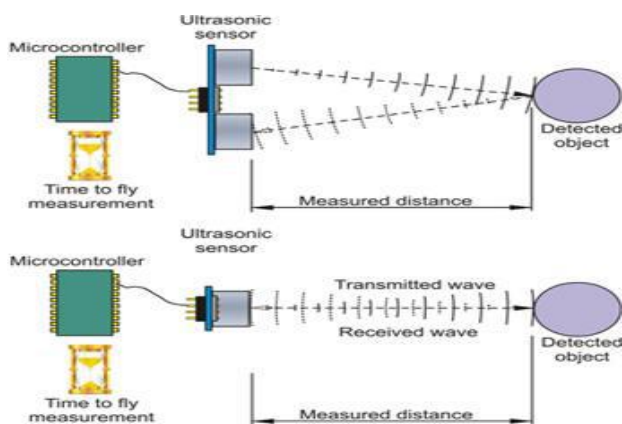 Ultrasonic
sensor
Microcontroller
Detected
object
Time to fly
measurement
Measured distance
Ultrasonic
sensor
Microcontroller
Transmitted wave
Received wave
Detected
object
Time to fly
measurement
Measured distance